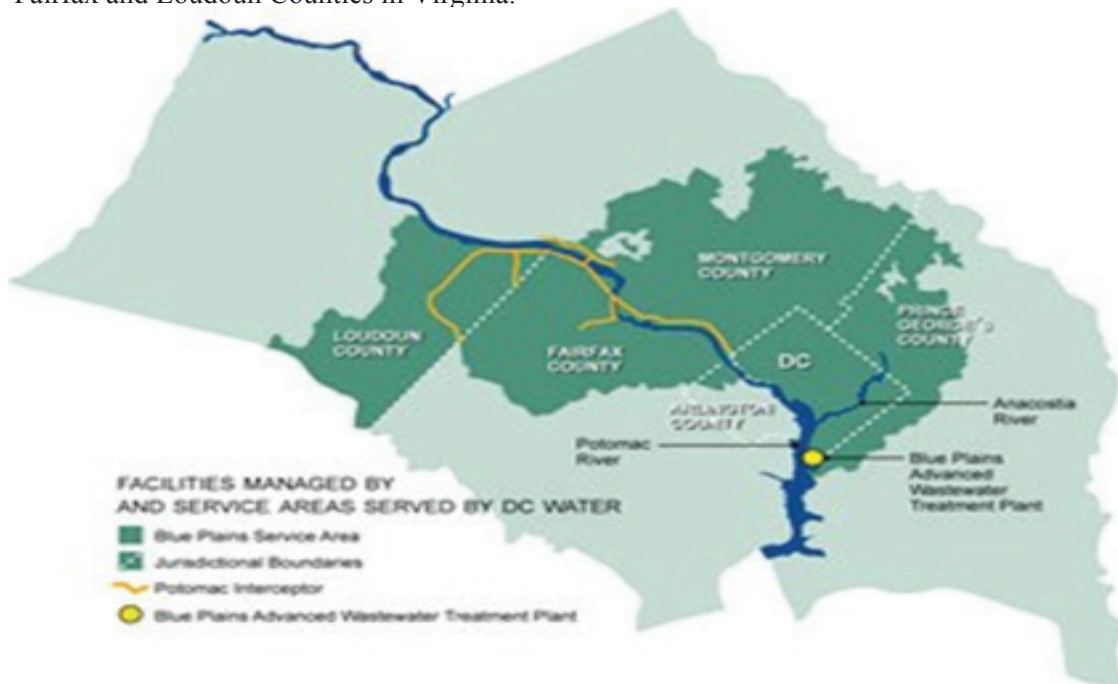 Fairfax and Loudoun Counties in Virginia.
MONTGOMERY
COUNTY
PRINCE
GEORGE'S
COUNTY
LOUDOUN
COUNTY
FAIRFAX
COUNTY
DC
ARLINGTON
COUNTY
Anacostia
River
Potomac
River
Blue Plains
Advanced
Wastewater
Treatment Plant
FACILITIES MANAGED BY
AND SERVICE AREAS SERVED BY DC WATER
Blue Plains Service Area
Jurisdictional Boundaries
Potomac Interceptor
Blue Plains Advanced Wastewater Treatment Plant